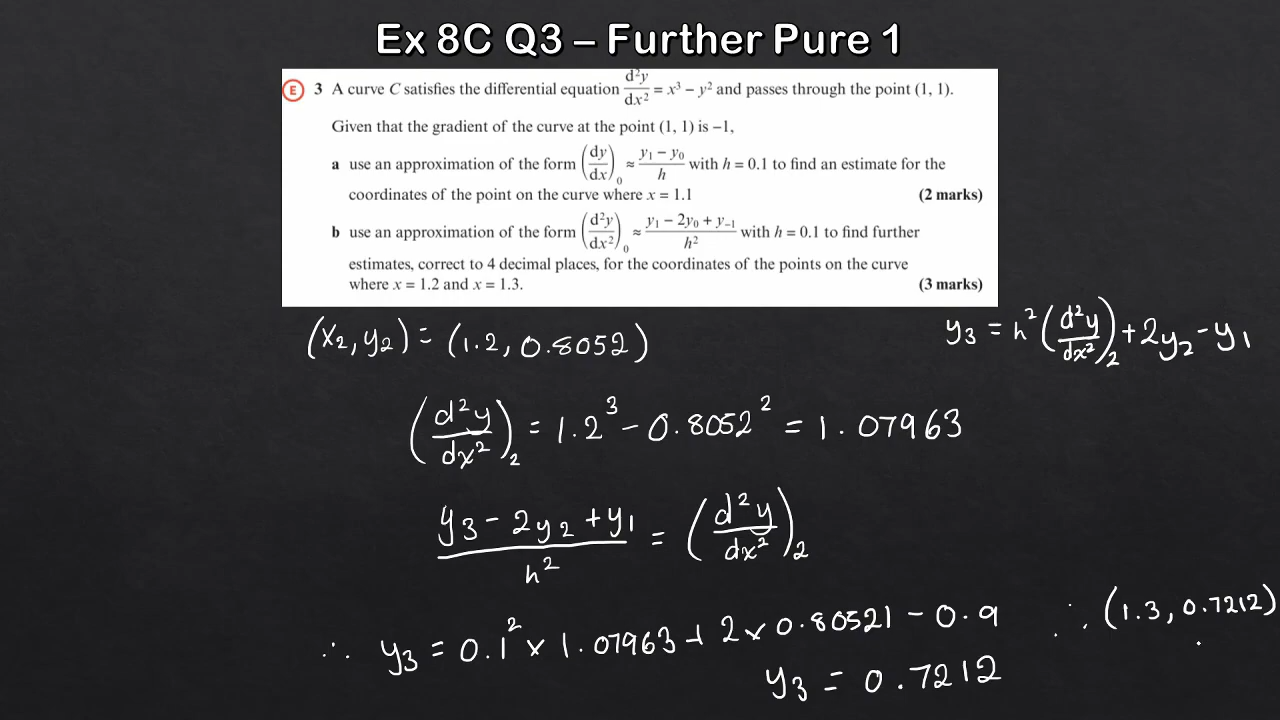 Ex 8C Q3 – Further Pure 1
E 3 A curve C satisfies the differential equation d²y/dx² = x³ − y² and passes through the point (1, 1).
Given that the gradient of the curve at the point (1, 1) is −1,
a use an approximation of the form (dy/dx)₀ ≈ (y₁ − y₀)/h with h = 0.1 to find an estimate for the
coordinates of the point on the curve where x = 1.1 (2 marks)
b use an approximation of the form (d²y/dx²)₀ ≈ (y₁ − 2y₀ + y₋₁)/h² with h = 0.1 to find further
estimates, correct to 4 decimal places, for the coordinates of the points on the curve
where x = 1.2 and x = 1.3. (3 marks)
(x₂, y₂) = (1.2, 0.8052)
y₃ = h² (d²y/dx²)₂ + 2y₂ − y₁
(d²y/dx²)₂ = 1.2³ − 0.8052² = 1.07963
(y₃ − 2y₂ + y₁)/h² = (d²y/dx²)₂
∴ y₃ = 0.1² × 1.07963 + 2 × 0.80521 − 0.9
y₃ = 0.7212
∴ (1.3, 0.7212)